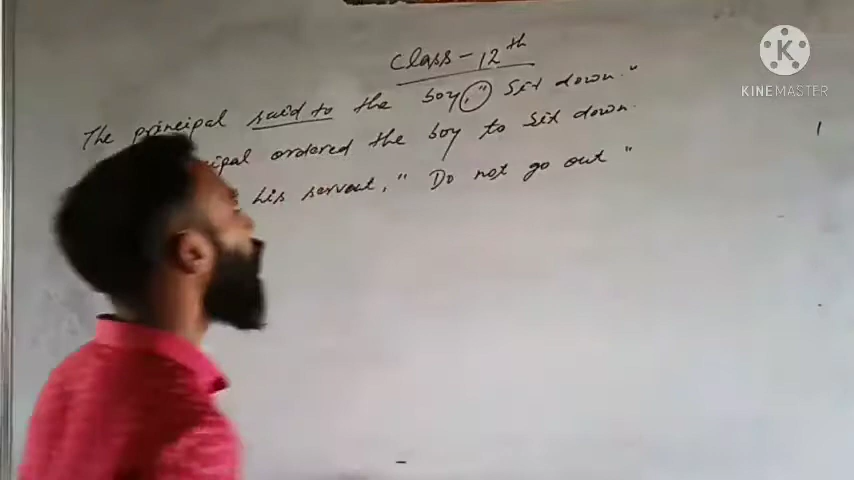 Class - 12th
The principal said to the boy, " Sit down."
ordered the boy to sit down.
his servant, " Do not go out "
KINEMASTER